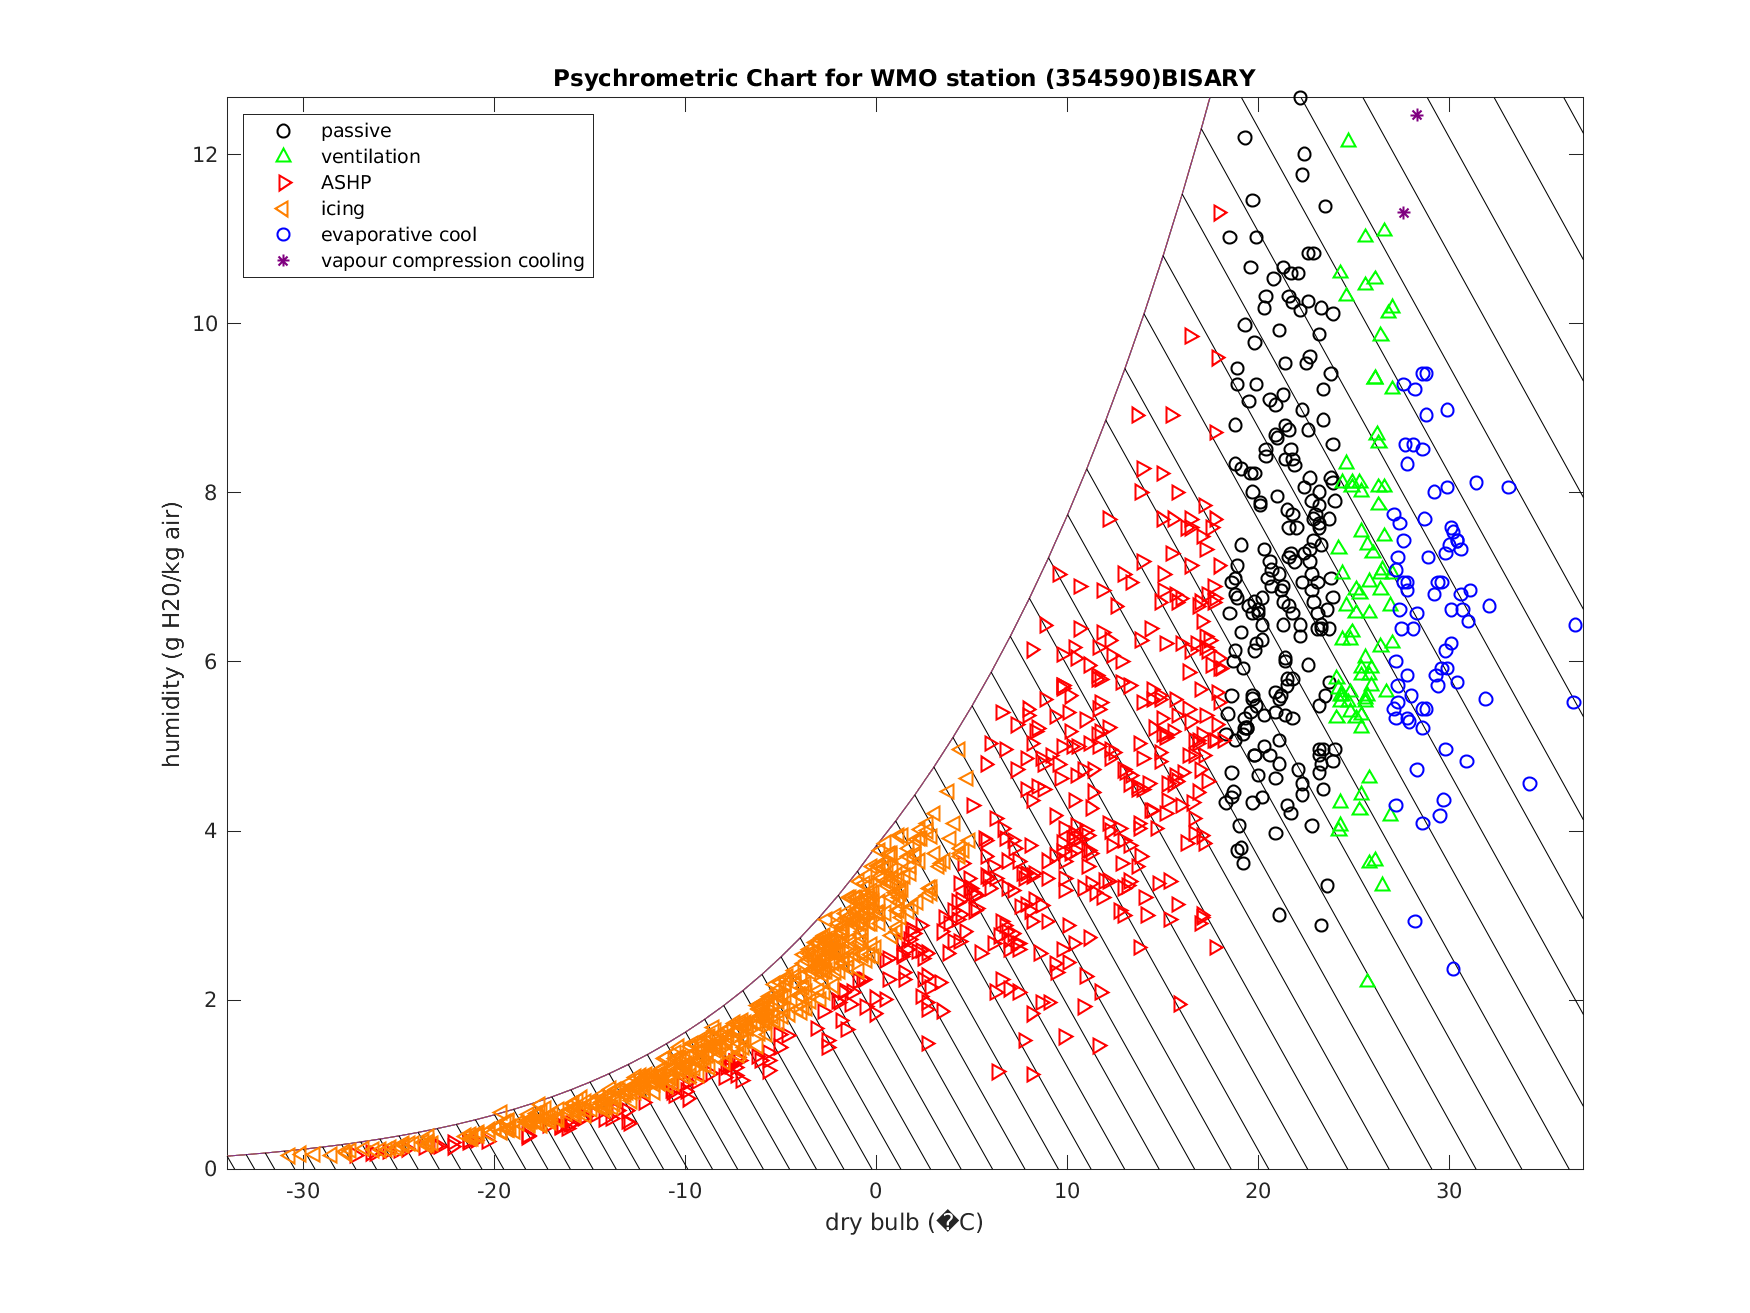 Psychrometric Chart for WMO station (354590)BISARY
passive
ventilation
ASHP
icing
evaporative cool
vapour compression cooling
humidity (g H20/kg air)
12
10
8
6
4
2
0
-30 -20 -10 0 10 20 30
dry bulb (�C)